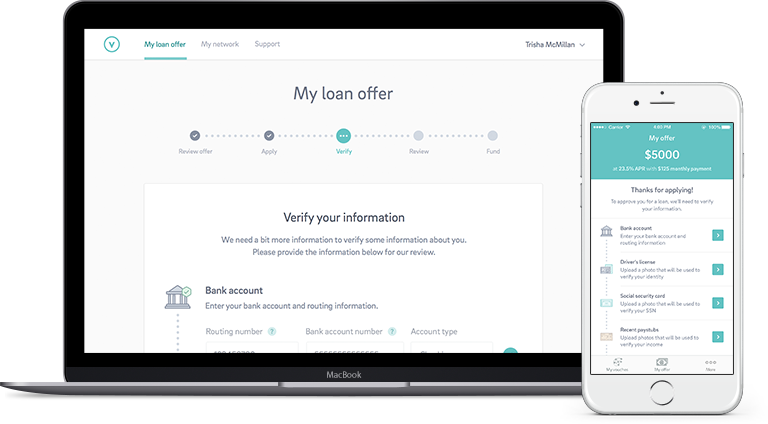 V
My loan offer
My network
Support
Trisha McMillan
My loan offer
Review offer
Apply
Verify
Review
Fund
Verify your information
We need a bit more information to verify some information about you.
Please provide the information below for our review.
Bank account
Enter your bank account and routing information.
Routing number ?
Bank account number ?
Account type
MacBook
Carrier
100%
My offer
$5000
at 23.5% APR with $125 monthly payment
Thanks for applying!
To approve you for a loan, we'll need to verify
your information.
Bank account
Enter your bank account and
routing information
Driver's license
Upload a photo that will be used to
verify your identity
Social security card
Upload a photo that will be used to
verify your SSN
Recent paystubs
Upload photos that will be used to
verify your income
My vouches
My offer
More